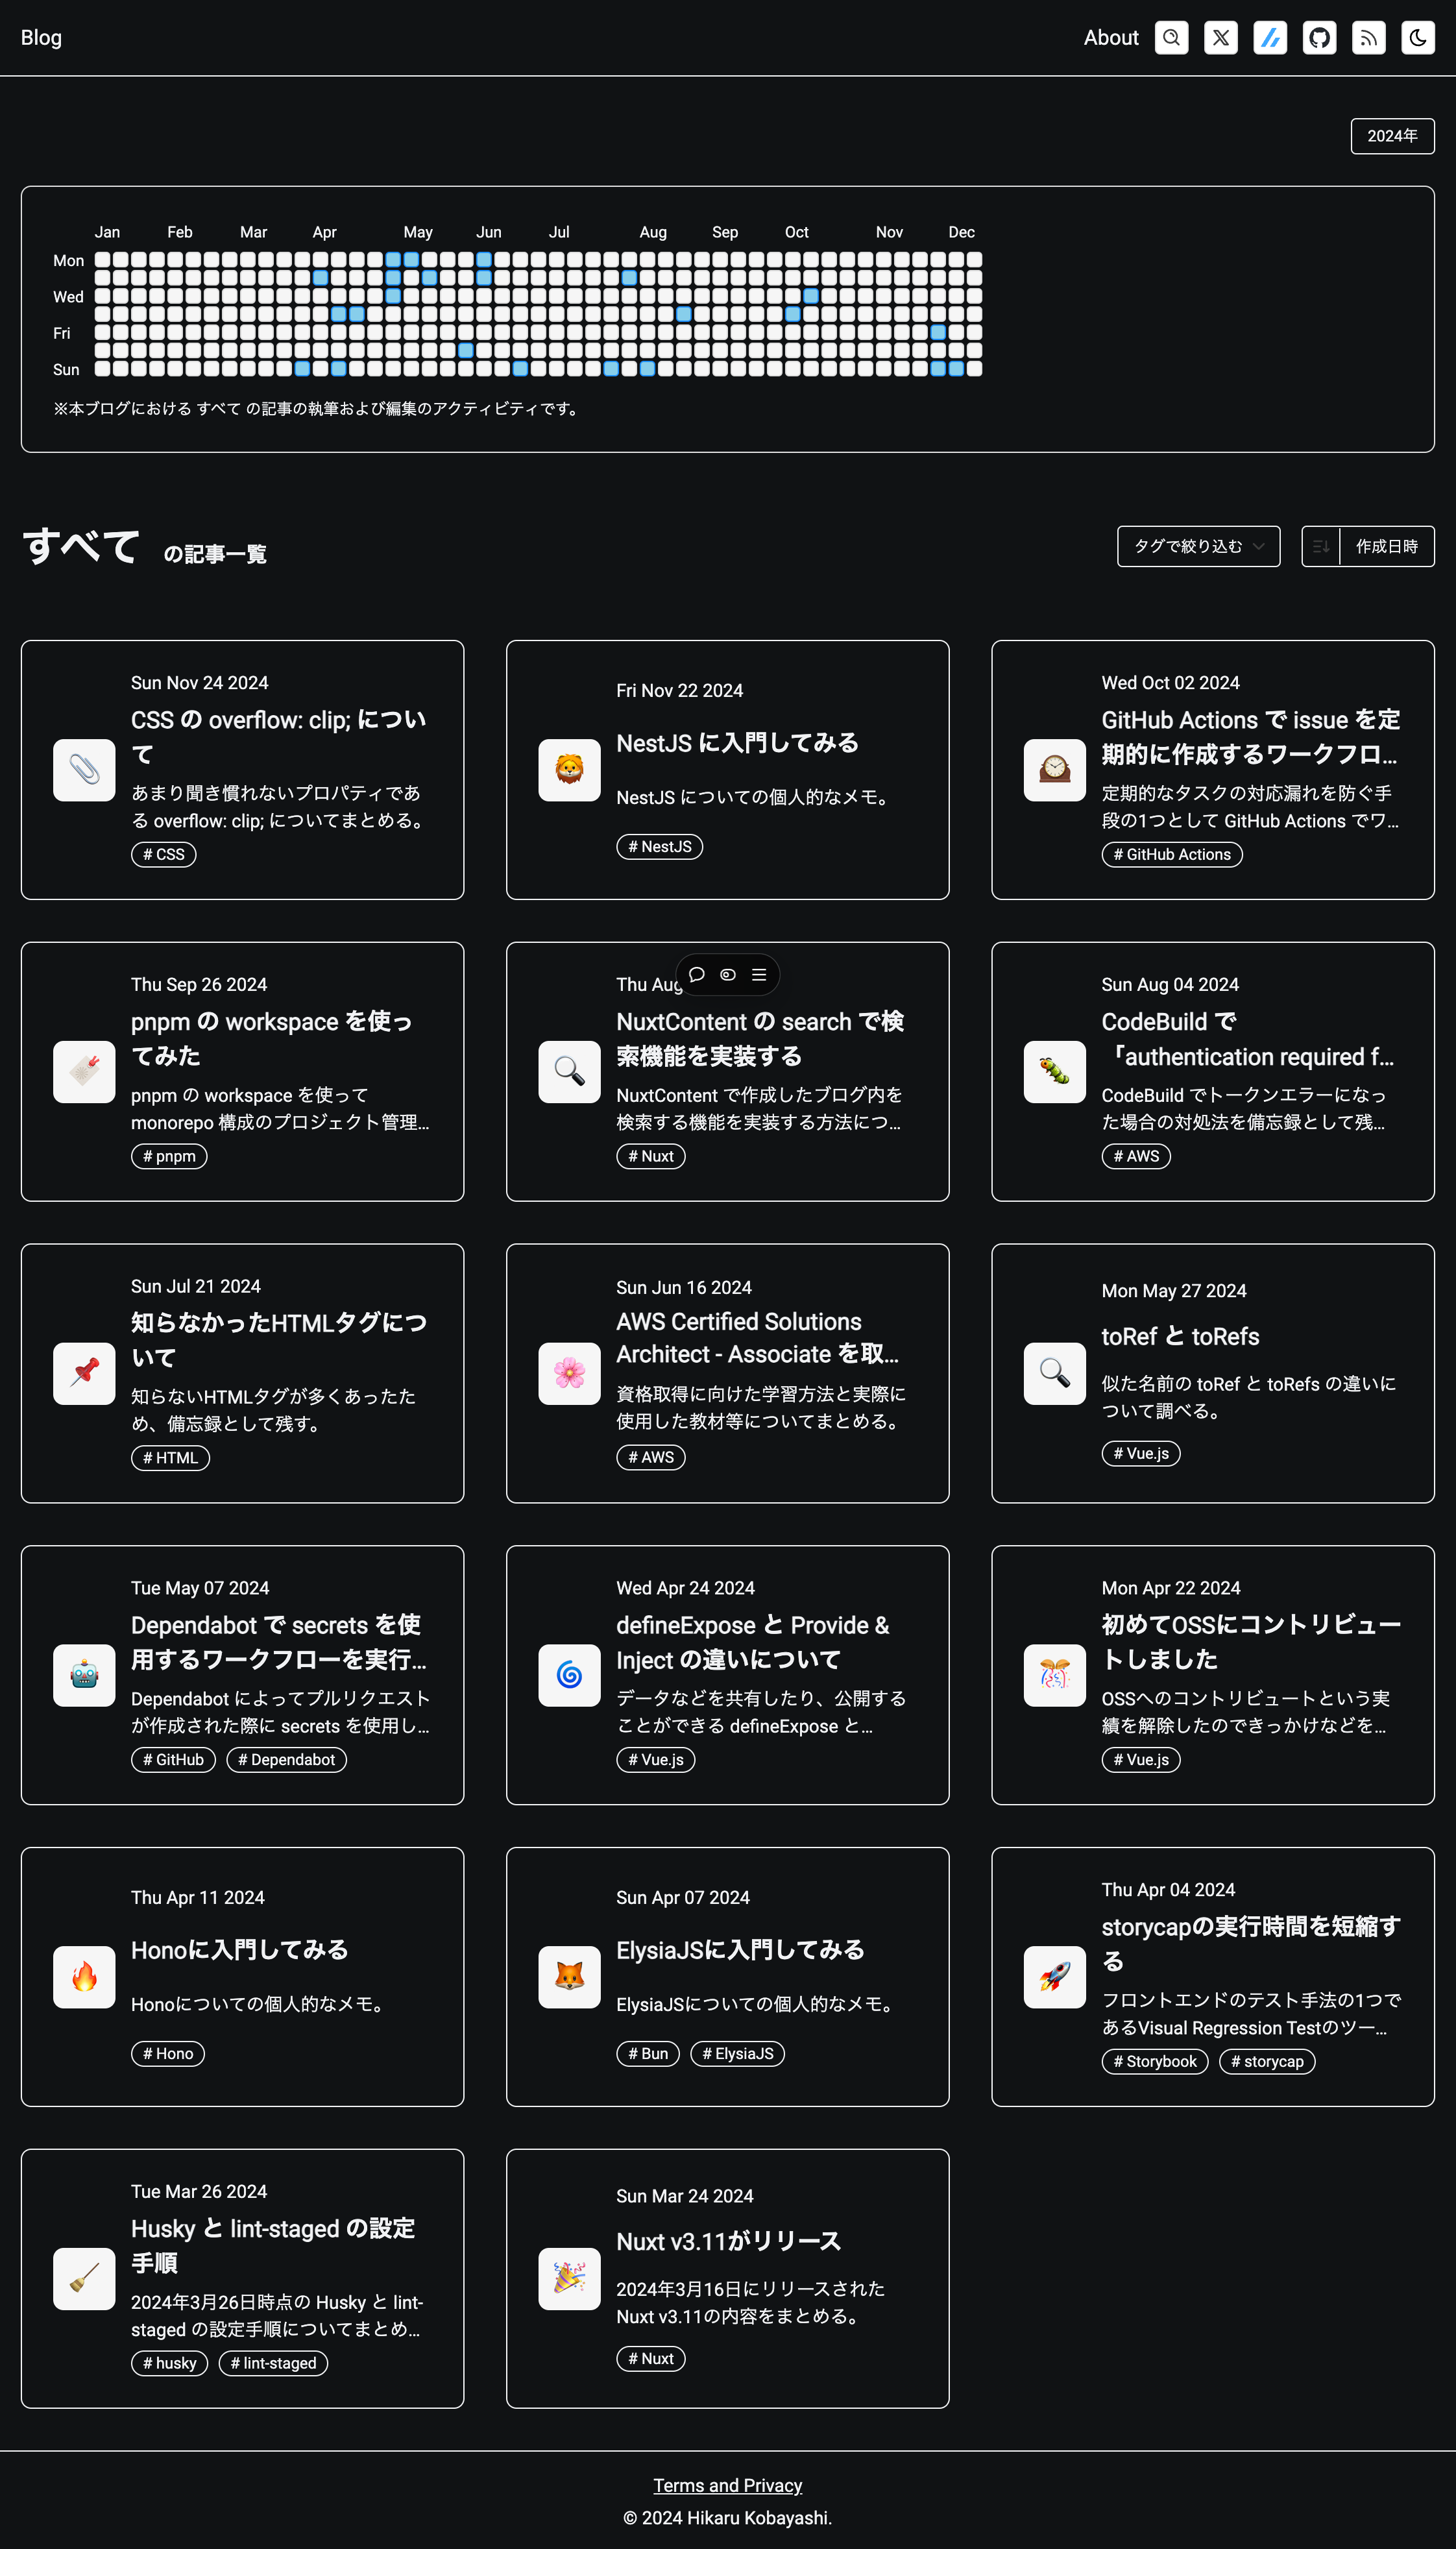 Blog
About
2024年
Jan Feb Mar Apr May Jun Jul Aug Sep Oct Nov Dec
Mon
Wed
Fri
Sun
※本ブログにおける すべて の記事の執筆および編集のアクティビティです。
すべて の記事一覧
タグで絞り込む
作成日時
Sun Nov 24 2024
CSS の overflow: clip; につい
て
あまり聞き慣れないプロパティであ
る overflow: clip; についてまとめる。
# CSS
Fri Nov 22 2024
NestJS に入門してみる
NestJS についての個人的なメモ。
# NestJS
Wed Oct 02 2024
GitHub Actions で issue を定
期的に作成するワークフロ…
定期的なタスクの対応漏れを防ぐ手
段の1つとして GitHub Actions でワ…
# GitHub Actions
Thu Sep 26 2024
pnpm の workspace を使っ
てみた
pnpm の workspace を使って
monorepo 構成のプロジェクト管理…
# pnpm
Thu Aug
NuxtContent の search で検
索機能を実装する
NuxtContent で作成したブログ内を
検索する機能を実装する方法につ…
# Nuxt
Sun Aug 04 2024
CodeBuild で
「authentication required f…
CodeBuild でトークンエラーになっ
た場合の対処法を備忘録として残…
# AWS
Sun Jul 21 2024
知らなかったHTMLタグにつ
いて
知らないHTMLタグが多くあったた
め、備忘録として残す。
# HTML
Sun Jun 16 2024
AWS Certified Solutions
Architect - Associate を取…
資格取得に向けた学習方法と実際に
使用した教材等についてまとめる。
# AWS
Mon May 27 2024
toRef と toRefs
似た名前の toRef と toRefs の違いに
ついて調べる。
# Vue.js
Tue May 07 2024
Dependabot で secrets を使
用するワークフローを実行…
Dependabot によってプルリクエスト
が作成された際に secrets を使用し…
# GitHub # Dependabot
Wed Apr 24 2024
defineExpose と Provide &
Inject の違いについて
データなどを共有したり、公開する
ことができる defineExpose と…
# Vue.js
Mon Apr 22 2024
初めてOSSにコントリビュー
トしました
OSSへのコントリビュートという実
績を解除したのできっかけなどを…
# Vue.js
Thu Apr 11 2024
Honoに入門してみる
Honoについての個人的なメモ。
# Hono
Sun Apr 07 2024
ElysiaJSに入門してみる
ElysiaJSについての個人的なメモ。
# Bun # ElysiaJS
Thu Apr 04 2024
storycapの実行時間を短縮す
る
フロントエンドのテスト手法の1つで
あるVisual Regression Testのツー…
# Storybook # storycap
Tue Mar 26 2024
Husky と lint-staged の設定
手順
2024年3月26日時点の Husky と lint-
staged の設定手順についてまとめ…
# husky # lint-staged
Sun Mar 24 2024
Nuxt v3.11がリリース
2024年3月16日にリリースされた
Nuxt v3.11の内容をまとめる。
# Nuxt
Terms and Privacy
© 2024 Hikaru Kobayashi.